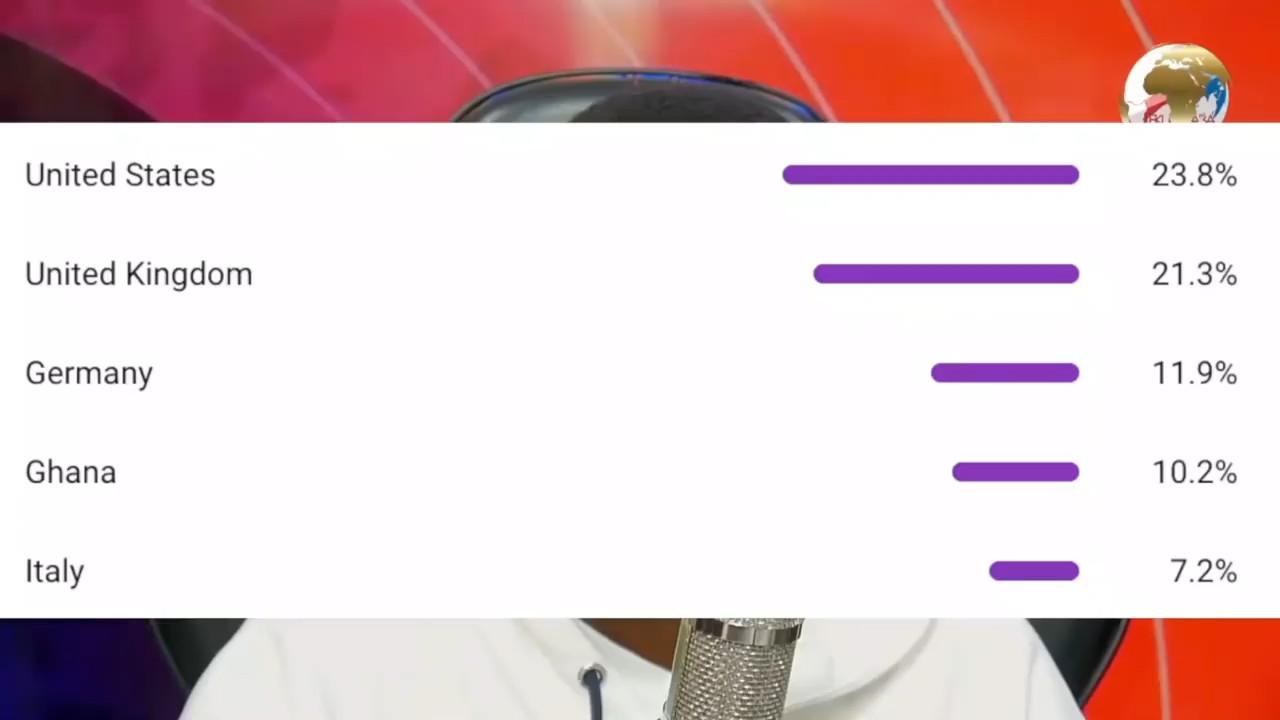 United States 23.8%
United Kingdom 21.3%
Germany 11.9%
Ghana 10.2%
Italy 7.2%